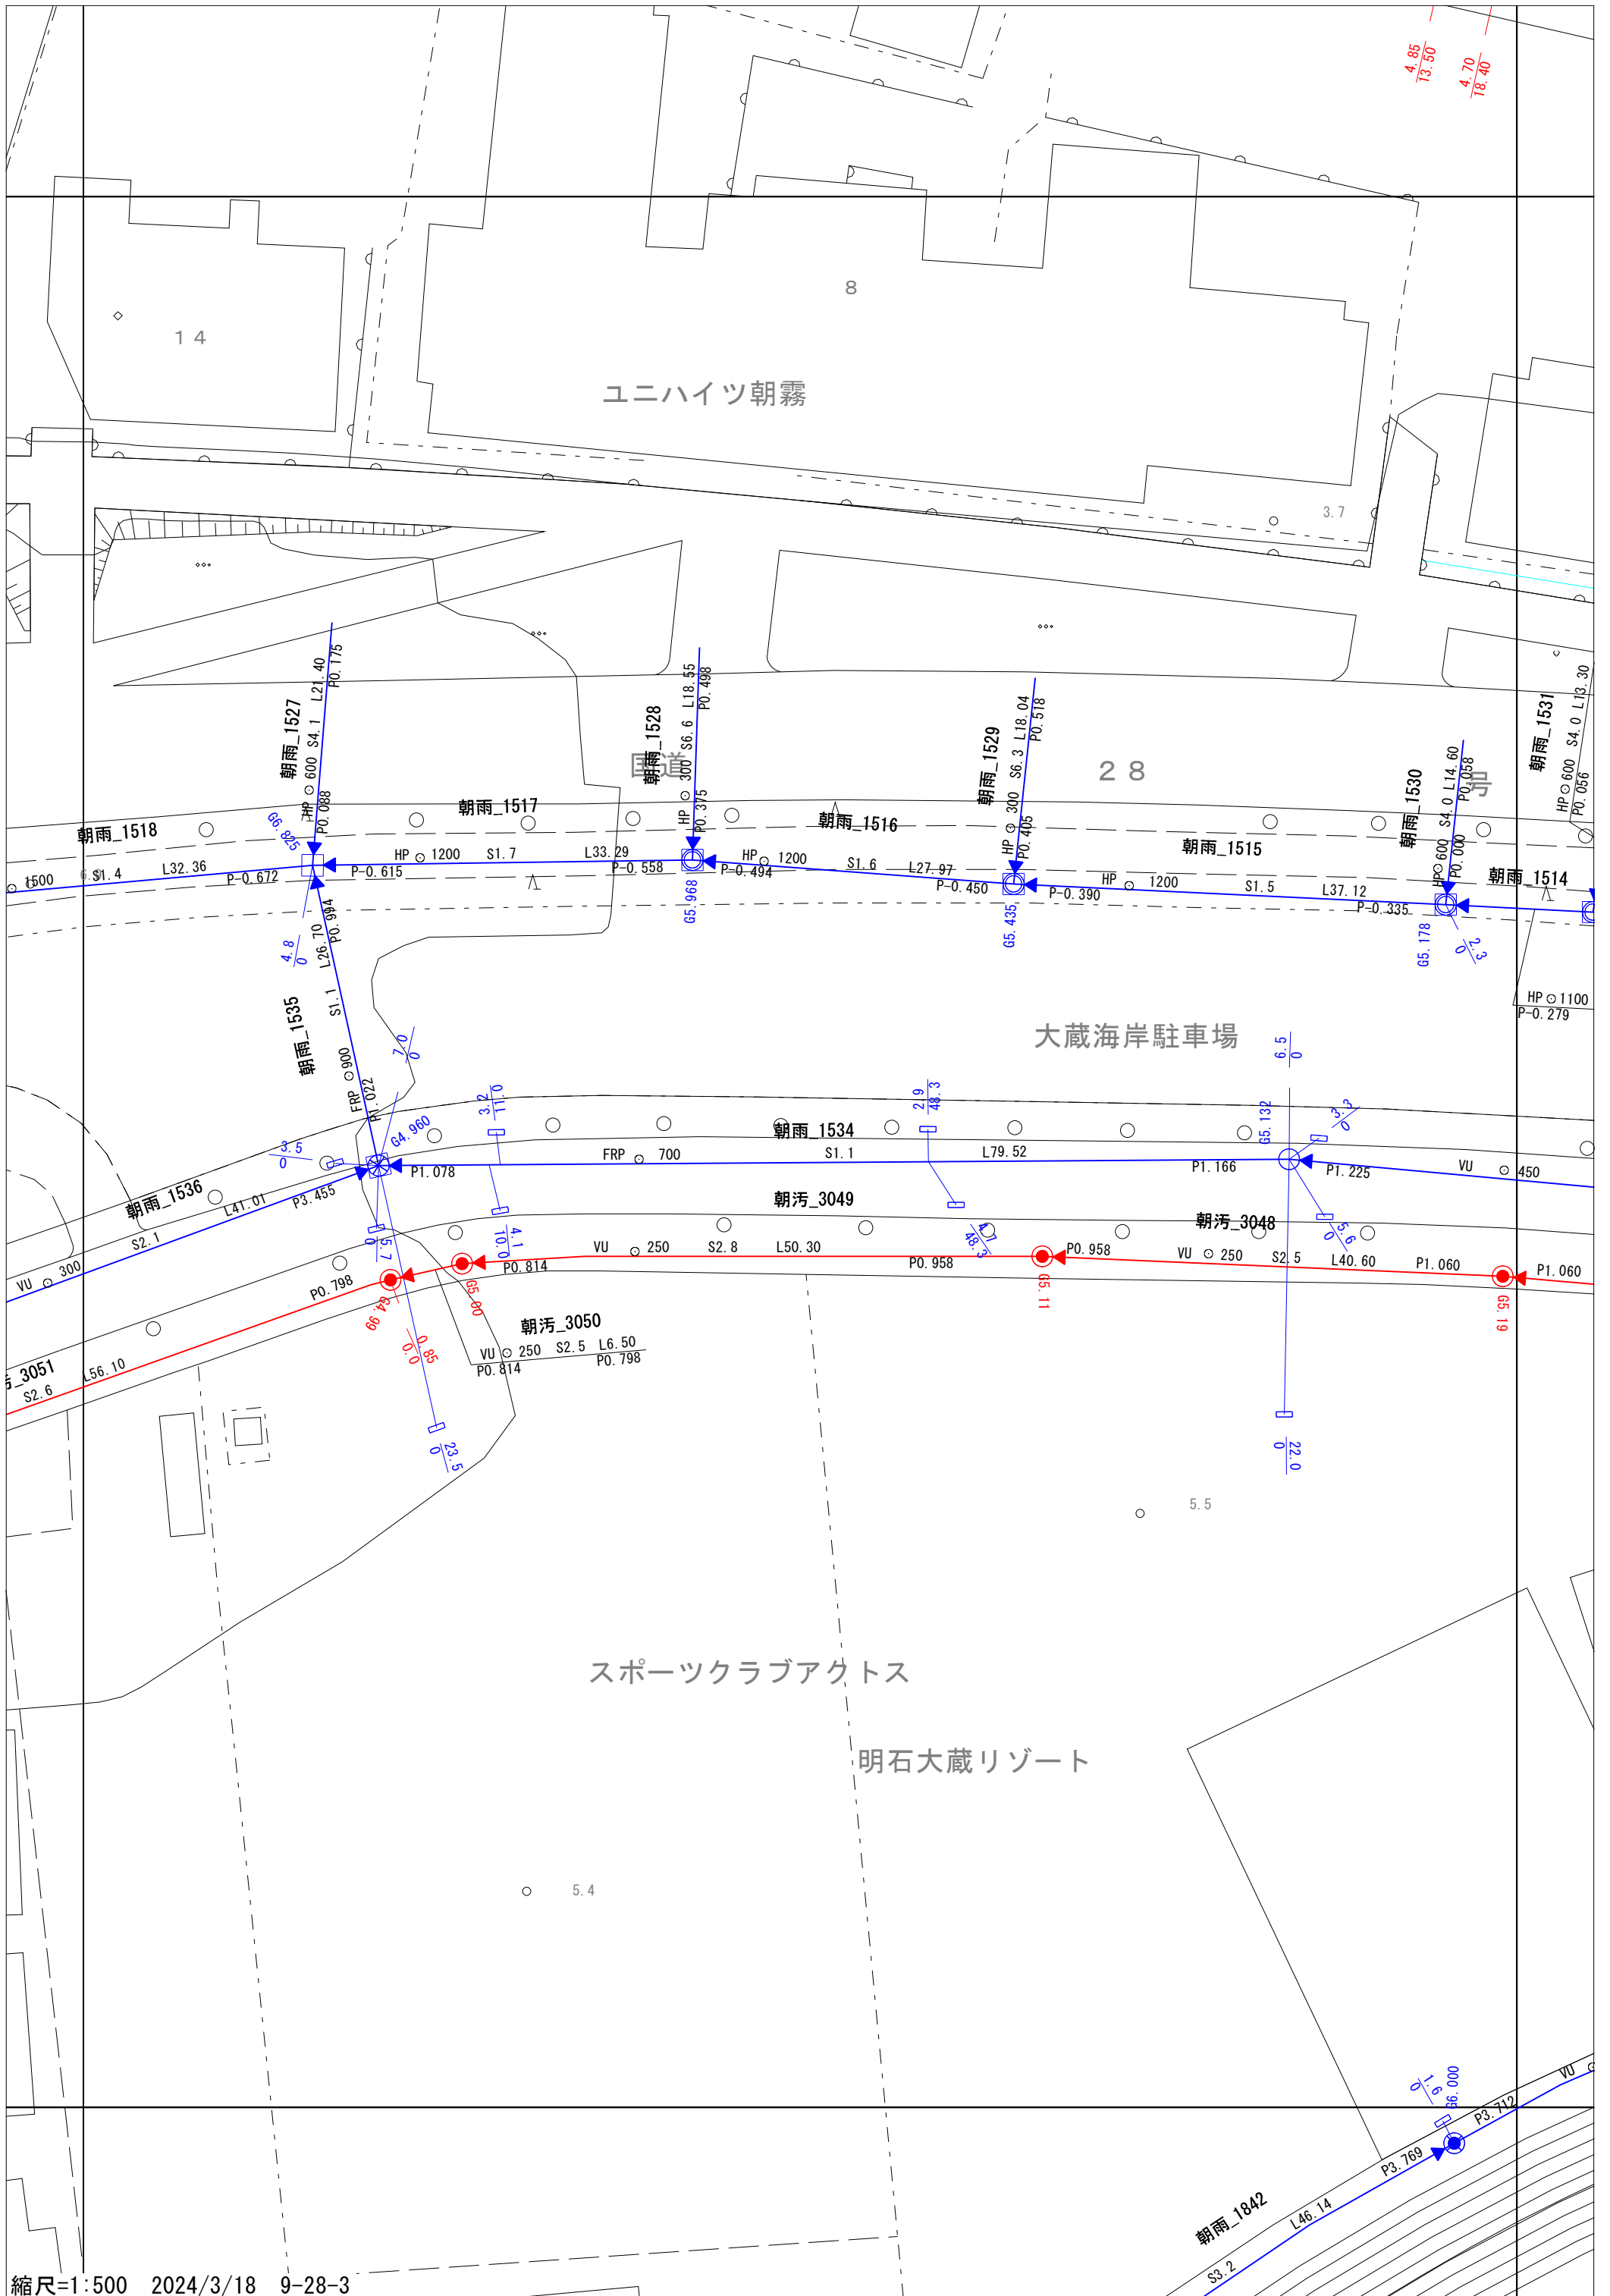 4.85
13.50
4.70
18.40
8
14
ユニハイツ朝霧
3.7
朝雨_1527
HP 600 S4.1 L21.40
P0.175
P0.088
朝雨_1528
HP 300 S6.6 L18.55
P0.498
P0.375
朝雨_1529
HP 300 S6.3 L18.04
P0.518
P0.405
朝雨_1530
HP 600 S4.0 L14.60
P0.058
P0.000
朝雨_1531
HP 600 S4.0 L13.30
P0.056
国道
28
号
朝雨_1518
朝雨_1517
朝雨_1516
朝雨_1515
朝雨_1514
G6.825
1500 S1.4 L32.36 P-0.672
P-0.615 HP 1200 S1.7 L33.29 P-0.558
G5.968
P-0.494 HP 1200 S1.6 L27.97 P-0.450
G5.435
P-0.390 HP 1200 S1.5 L37.12 P-0.335
G5.178
2.3
0
HP 1100
P-0.279
4.8
0
朝雨_1535
FRP 900 S1.1 L26.70 P0.994
P1.022
7.0
0
大蔵海岸駐車場
6.5
0
3.2
11.0
2.9
48.3
G5.132
3.3
0
G4.960
3.5
0
朝雨_1534
P1.078 FRP 700 S1.1 L79.52 P1.166
P1.225 VU 450
朝雨_1536
VU 300 S2.1 L41.01 P3.455
5.7
0
4.1
10.0
4.7
48.3
5.6
0
朝汚_3049
朝汚_3048
P0.814 VU 250 S2.8 L50.30 P0.958
P0.958 VU 250 S2.5 L40.60 P1.060
P1.060
G4.99
G5.00
G5.11
G5.19
0.85
0.0
朝汚_3050
VU 250 S2.5 L6.50
P0.814 P0.798
_3051
S2.6 L56.10 P0.798
23.5
0
22.0
0
5.5
スポーツクラブアクトス
明石大蔵リゾート
5.4
1.6
0
G6.000
P3.712
VU
P3.769
朝雨_1842
S3.2 L46.14
縮尺=1:500 2024/3/18 9-28-3